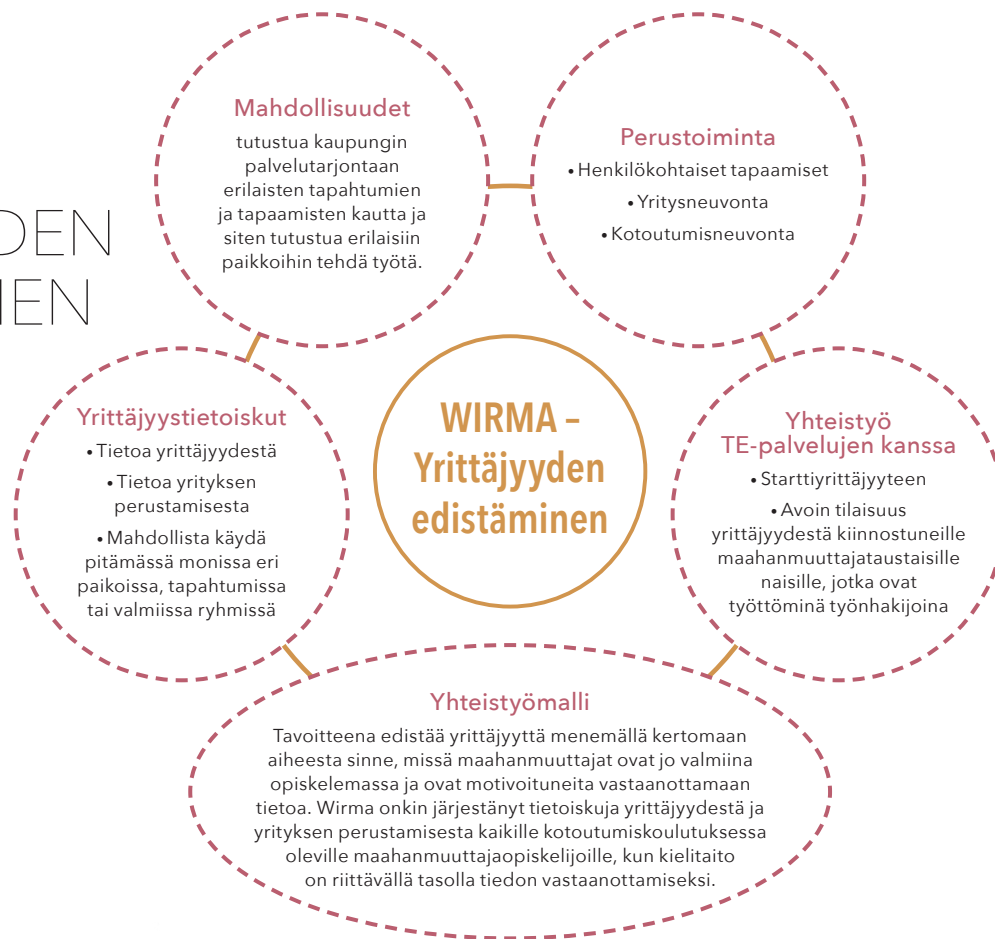 DEN
MEN
Mahdollisuudet
tutustua kaupungin
palvelutarjontaan
erilaisten tapahtumien
ja tapaamisten kautta ja
siten tutustua erilaisiin
paikkoihin tehdä työtä.
Perustoiminta
• Henkilökohtaiset tapaamiset
• Yritysneuvonta
• Kotoutumisneuvonta
Yrittäjyystietoiskut
• Tietoa yrittäjyydestä
• Tietoa yrityksen
perustamisesta
• Mahdollista käydä
pitämässä monissa eri
paikoissa, tapahtumissa
tai valmiissa ryhmissä
WIRMA –
Yrittäjyyden
edistäminen
Yhteistyö
TE-palvelujen kanssa
• Starttiyrittäjyyteen
• Avoin tilaisuus
yrittäjyydestä kiinnostuneille
maahanmuuttajataustaisille
naisille, jotka ovat
työttöminä työnhakijoina
Yhteistyömalli
Tavoitteena edistää yrittäjyyttä menemällä kertomaan
aiheesta sinne, missä maahanmuuttajat ovat jo valmiina
opiskelemassa ja ovat motivoituneita vastaanottamaan
tietoa. Wirma onkin järjestänyt tietoiskuja yrittäjyydestä ja
yrityksen perustamisesta kaikille kotoutumiskoulutuksessa
oleville maahanmuuttajaopiskelijoille, kun kielitaito
on riittävällä tasolla tiedon vastaanottamiseksi.